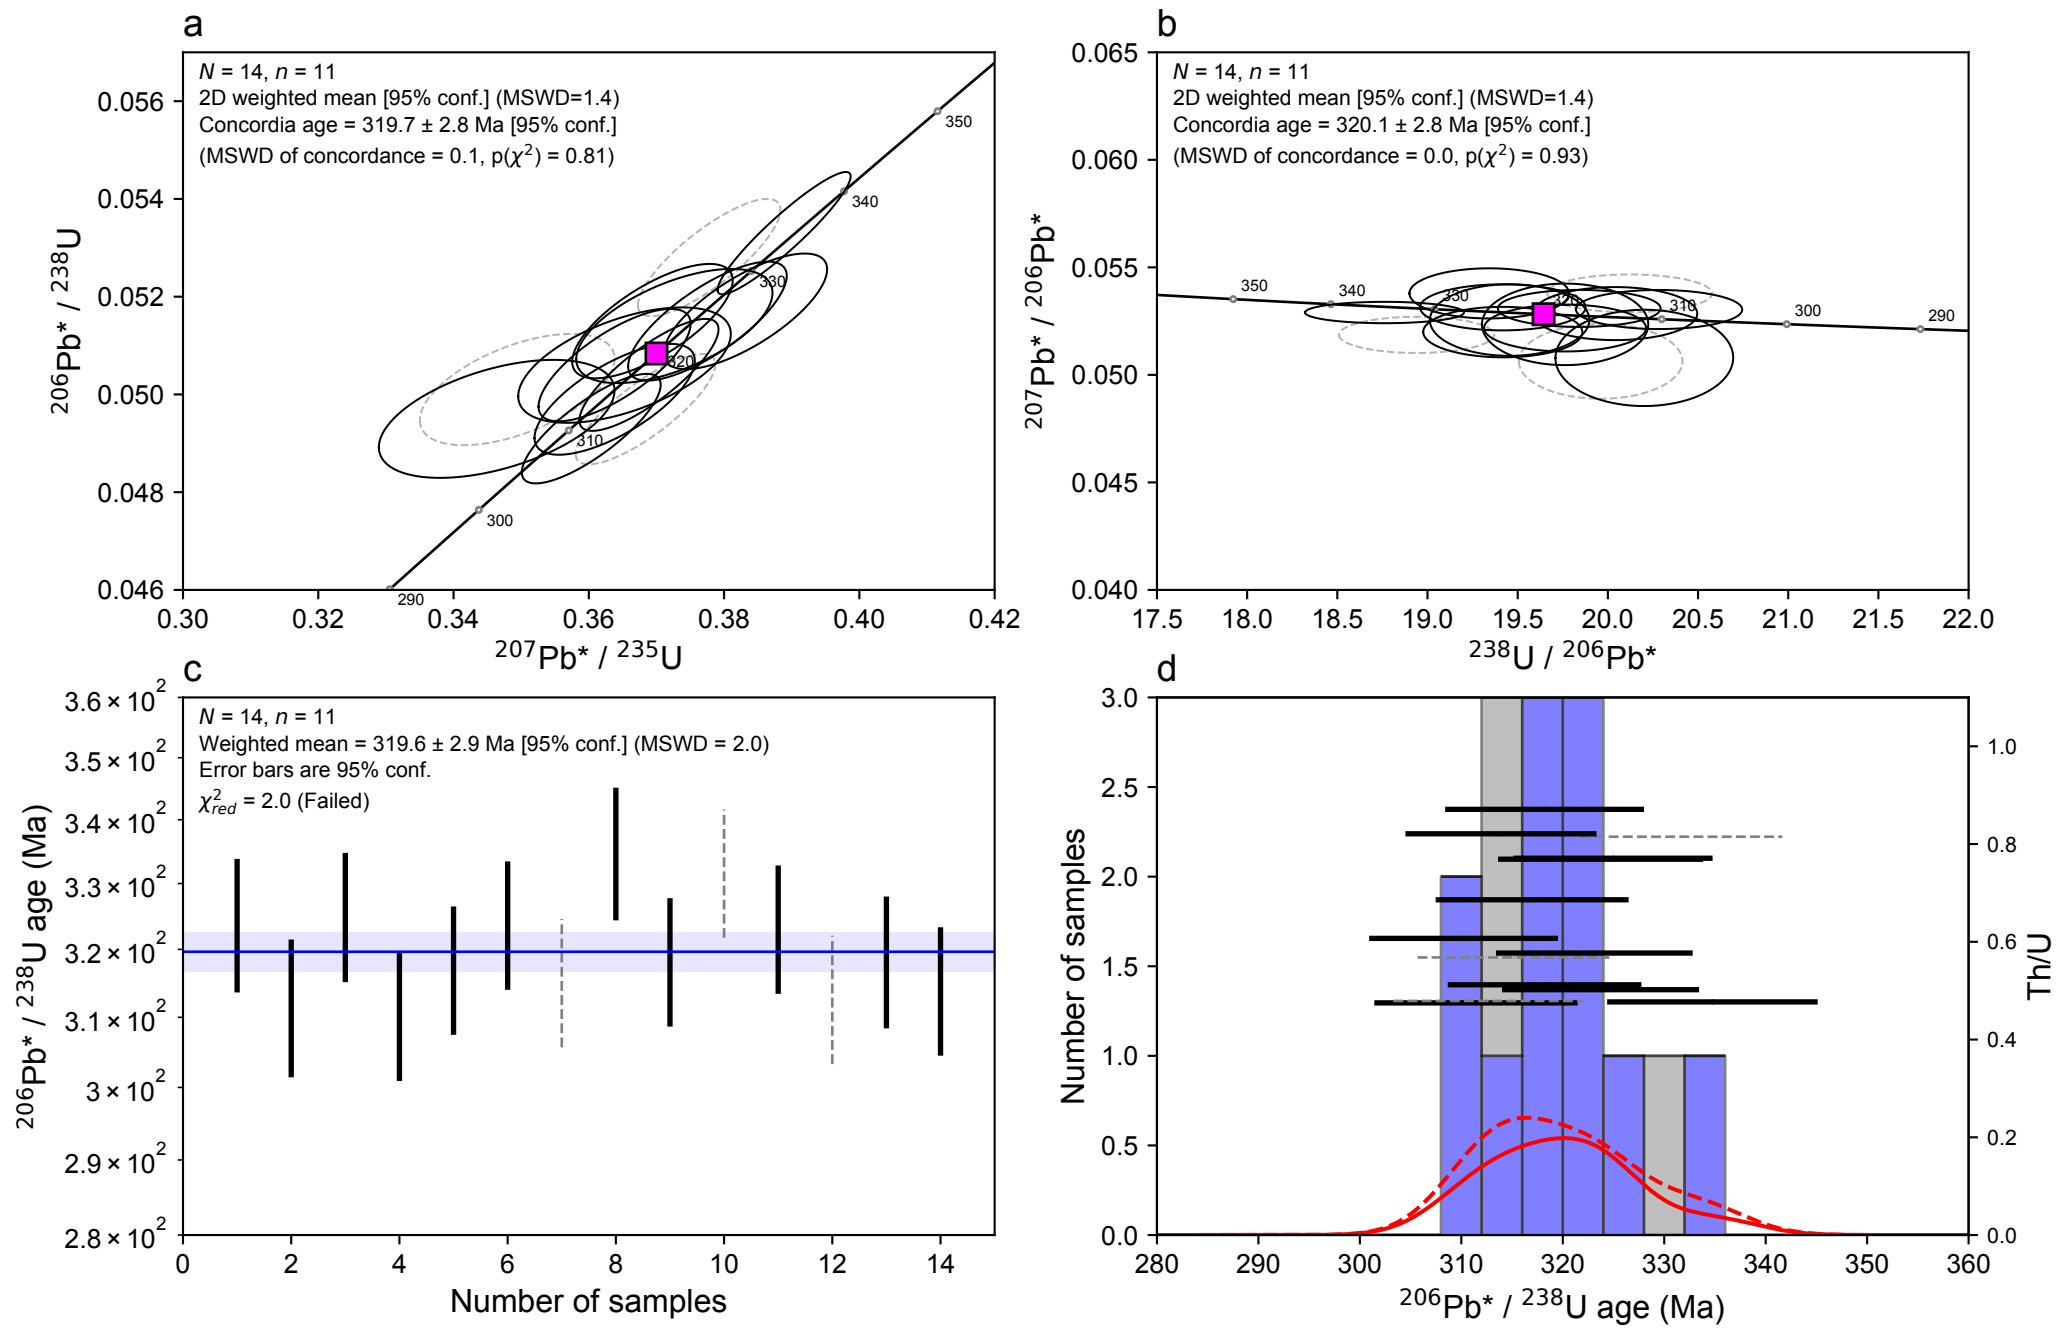 a
N = 14, n = 11
2D weighted mean [95% conf.] (MSWD=1.4)
Concordia age = 319.7 ± 2.8 Ma [95% conf.]
(MSWD of concordance = 0.1, p(χ²) = 0.81)
0.056
0.054
0.052
0.050
0.048
0.046
²⁰⁶Pb* / ²³⁸U
350
340
330
320
310
300
290
0.30 0.32 0.34 0.36 0.38 0.40 0.42
²⁰⁷Pb* / ²³⁵U
b
N = 14, n = 11
2D weighted mean [95% conf.] (MSWD=1.4)
Concordia age = 320.1 ± 2.8 Ma [95% conf.]
(MSWD of concordance = 0.0, p(χ²) = 0.93)
0.065
0.060
0.055
0.050
0.045
0.040
²⁰⁷Pb* / ²⁰⁶Pb*
350 340 330 320 310 300 290
17.5 18.0 18.5 19.0 19.5 20.0 20.5 21.0 21.5 22.0
²³⁸U / ²⁰⁶Pb*
c
N = 14, n = 11
Weighted mean = 319.6 ± 2.9 Ma [95% conf.] (MSWD = 2.0)
Error bars are 95% conf.
χ²red = 2.0 (Failed)
3.6 × 10²
3.5 × 10²
3.4 × 10²
3.3 × 10²
3.2 × 10²
3.1 × 10²
3 × 10²
2.9 × 10²
2.8 × 10²
²⁰⁶Pb* / ²³⁸U age (Ma)
0 2 4 6 8 10 12 14
Number of samples
d
3.0
2.5
2.0
1.5
1.0
0.5
0.0
Number of samples
1.0
0.8
0.6
0.4
0.2
0.0
Th/U
280 290 300 310 320 330 340 350 360
²⁰⁶Pb* / ²³⁸U age (Ma)